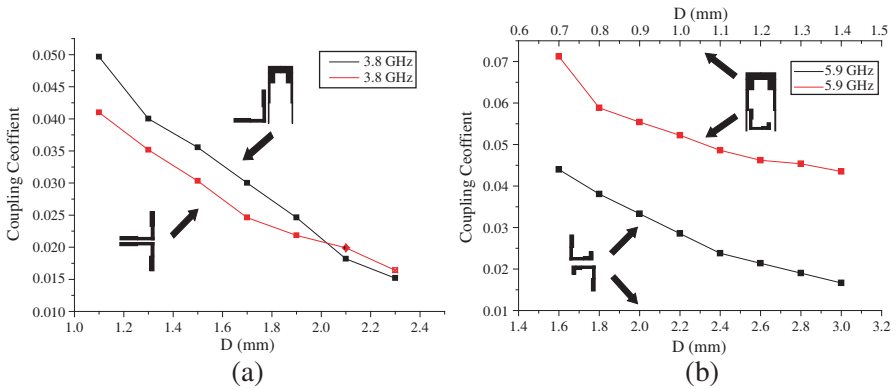 0.050
0.045
0.040
0.035
0.030
0.025
0.020
0.015
0.010
Coupling Ceoffient
3.8 GHz
3.8 GHz
1.0 1.2 1.4 1.6 1.8 2.0 2.2 2.4
D (mm)
(a)
D (mm)
0.6 0.7 0.8 0.9 1.0 1.1 1.2 1.3 1.4 1.5
0.07
0.06
0.05
0.04
0.03
0.02
0.01
Coupling Ceoffient
5.9 GHz
5.9 GHz
1.4 1.6 1.8 2.0 2.2 2.4 2.6 2.8 3.0 3.2
D (mm)
(b)